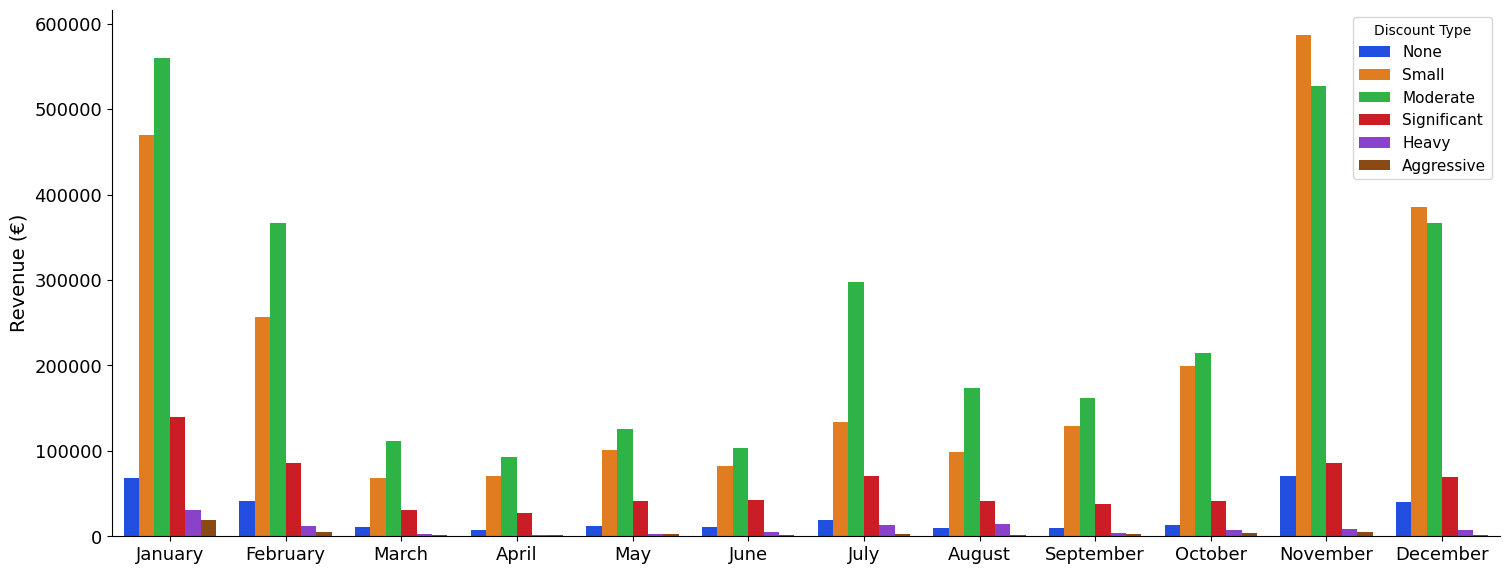 Revenue (€)
600000
500000
400000
300000
200000
100000
0
January February March April May June July August September October November December
Discount Type
None
Small
Moderate
Significant
Heavy
Aggressive